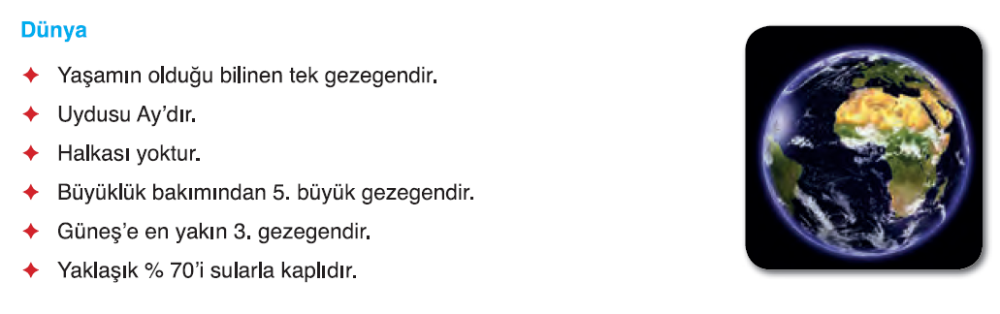 Dünya
Yaşamın olduğu bilinen tek gezegendir.
Uydusu Ay’dır.
Halkası yoktur.
Büyüklük bakımından 5. büyük gezegendir.
Güneş’e en yakın 3. gezegendir.
Yaklaşık % 70’i sularla kaplıdır.